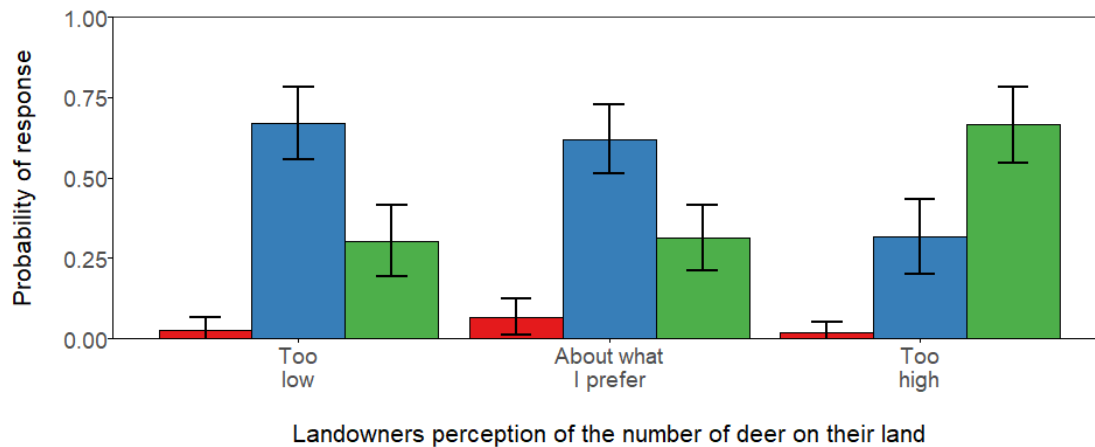 1.00
0.75
0.50
0.25
0.00
Probability of response
Too
low
About what
I prefer
Too
high
Landowners perception of the number of deer on their land